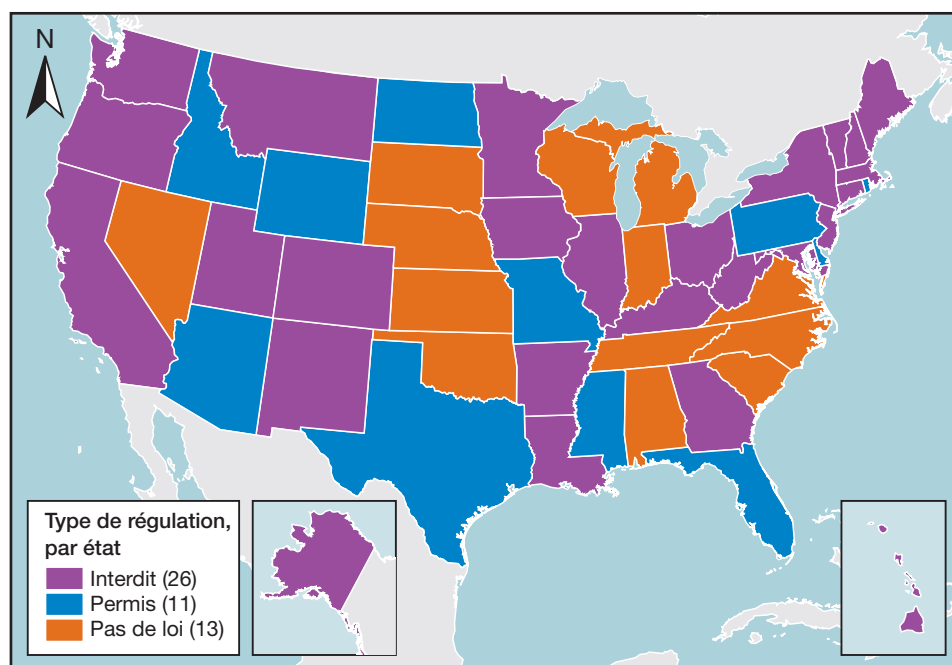 N
Type de régulation,
par état
Interdit (26)
Permis (11)
Pas de loi (13)